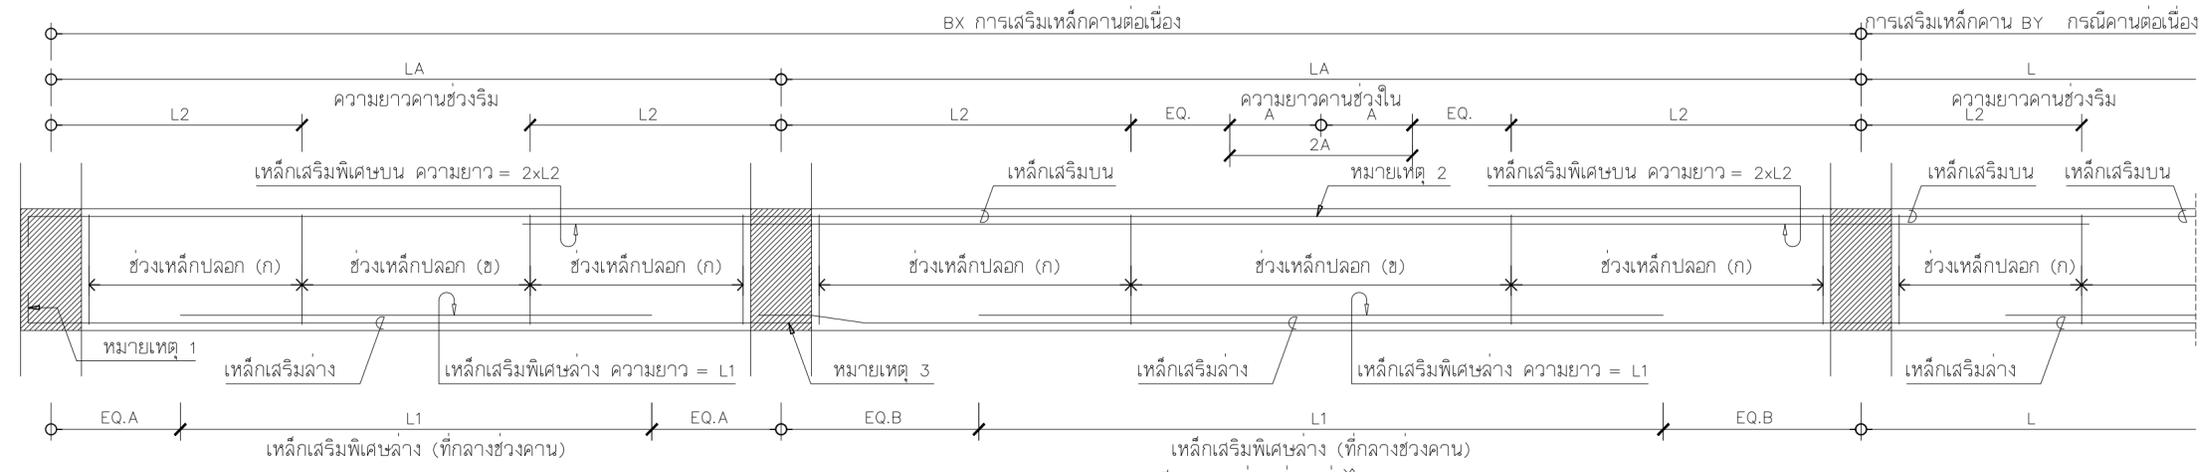 BX การเสริมเหล็กคานต่อเนื่อง การเสริมเหล็กคาน BY กรณีคานต่อเนื่อง
LA LA L
ความยาวคานช่วงริม ความยาวคานช่วงใน ความยาวคานช่วงริม
L2 L2 L2 EQ. A A EQ. L2 L2
2A
เหล็กเสริมพิเศษบน ความยาว = 2xL2 เหล็กเสริมบน หมายเหตุ 2 เหล็กเสริมพิเศษบน ความยาว = 2xL2 เหล็กเสริมบน เหล็กเสริมบน
ช่วงเหล็กปลอก (ก) ช่วงเหล็กปลอก (ข) ช่วงเหล็กปลอก (ก) ช่วงเหล็กปลอก (ก) ช่วงเหล็กปลอก (ข) ช่วงเหล็กปลอก (ก) ช่วงเหล็กปลอก (ก)
หมายเหตุ 1
เหล็กเสริมล่าง เหล็กเสริมพิเศษล่าง ความยาว = L1 หมายเหตุ 3 เหล็กเสริมล่าง เหล็กเสริมพิเศษล่าง ความยาว = L1 เหล็กเสริมล่าง
EQ.A L1 EQ.A EQ.B L1 EQ.B L
เหล็กเสริมพิเศษล่าง (ที่กลางช่วงคาน) เหล็กเสริมพิเศษล่าง (ที่กลางช่วงคาน)